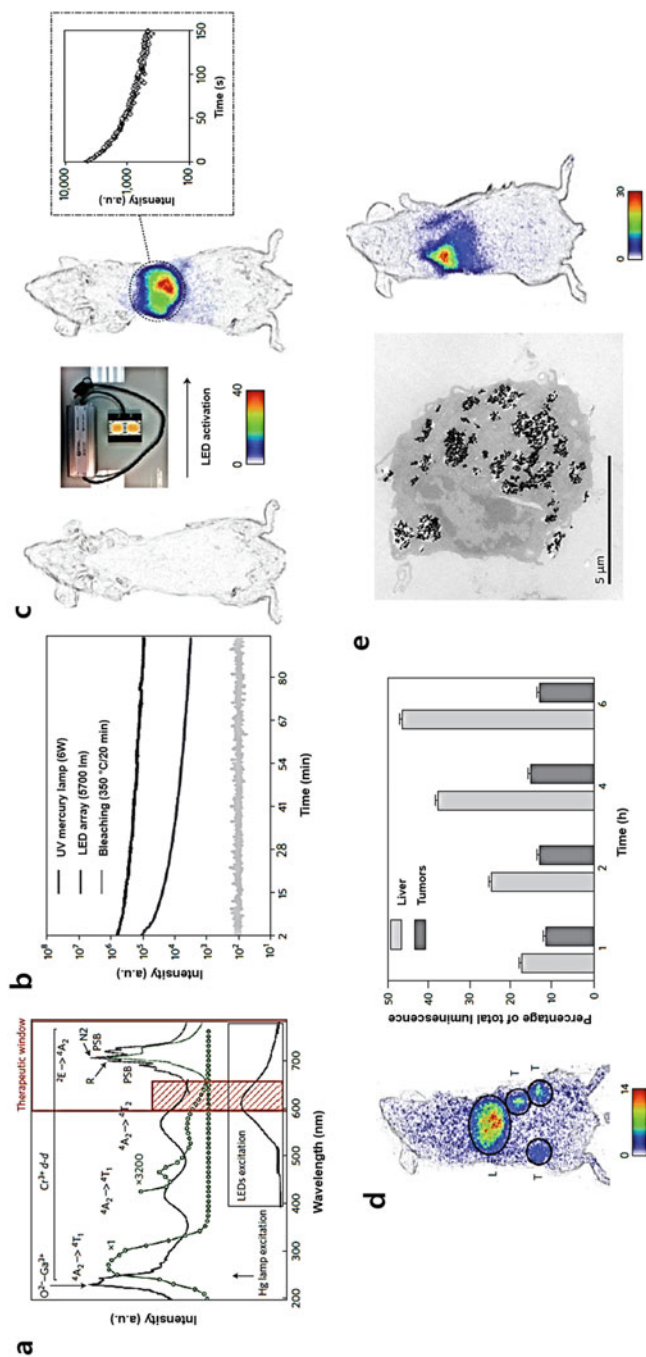 a
Intensity (a.u.)
O²⁻–Ga³⁺
Cr³⁺ d-d
⁴A₂ –> ⁴T₁
×1
⁴A₂ –> ⁴T₁
×3200
⁴A₂ –> ⁴T₂
²E –> ⁴A₂
R
N2
PSB
PSB
Therapeutic window
Hg lamp excitation
LEDs excitation
200
300
400
500
600
700
Wavelength (nm)
b
Intensity (a.u.)
10⁸
10⁷
10⁶
10⁵
10⁴
10³
10²
10¹
UV mercury lamp (6W)
LED array (5700 lm)
Bleaching (350 °C/20 min)
2
15
28
41
54
67
80
Time (min)
c
LED activation
0
40
Intensity (a.u.)
10,000
1,000
100
0
50
100
150
Time (s)
d
L
T
T
T
0
14
Percentage of total luminescence
50
40
30
20
10
0
Liver
Tumors
1
2
4
6
Time (h)
e
5 µm
0
30